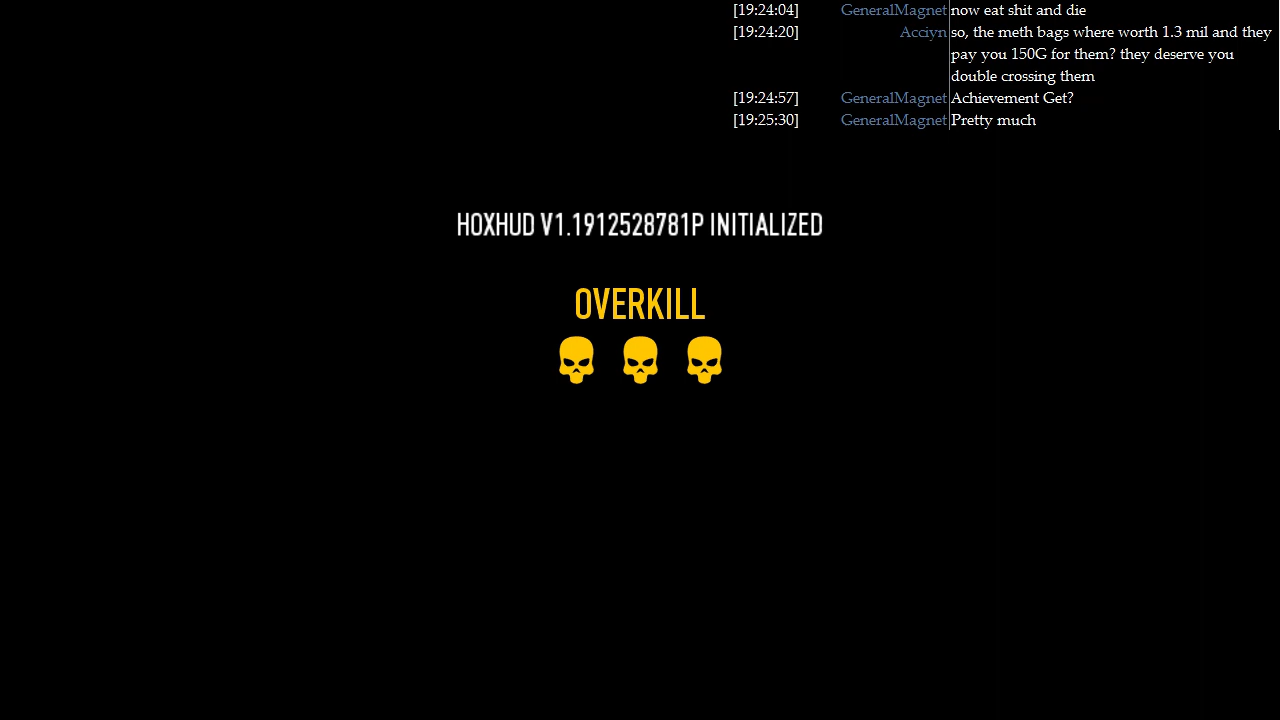 [19:24:04] GeneralMagnet now eat shit and die
[19:24:20] Acciyn so, the meth bags where worth 1.3 mil and they
pay you 150G for them? they deserve you
double crossing them
[19:24:57] GeneralMagnet Achievement Get?
[19:25:30] GeneralMagnet Pretty much
HOXHUD V1.1912528781P INITIALIZED
OVERKILL